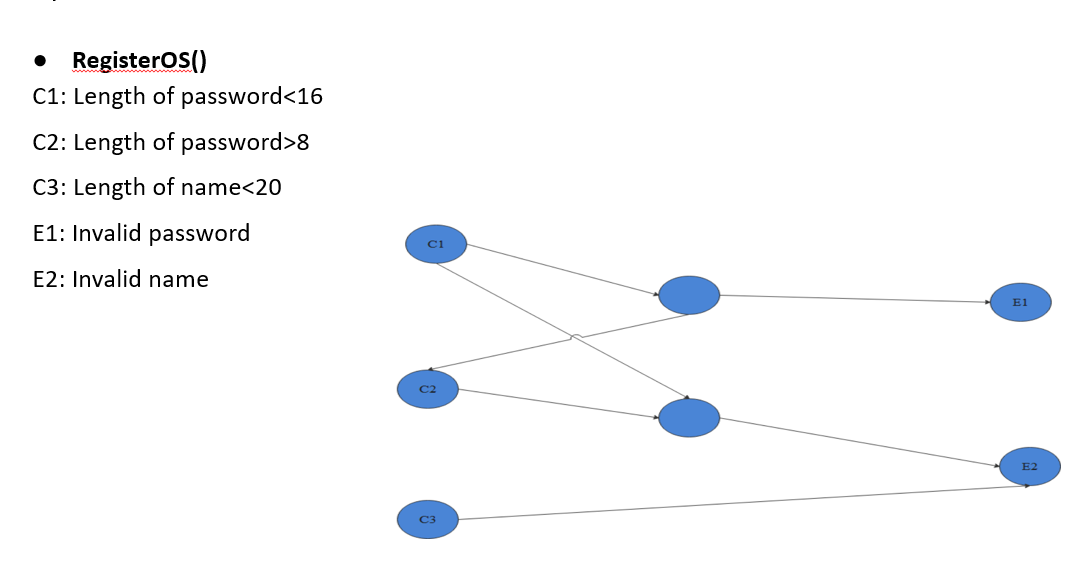 ● RegisterOS()
C1: Length of password<16
C2: Length of password>8
C3: Length of name<20
E1: Invalid password
E2: Invalid name
C1
E1
C2
E2
C3